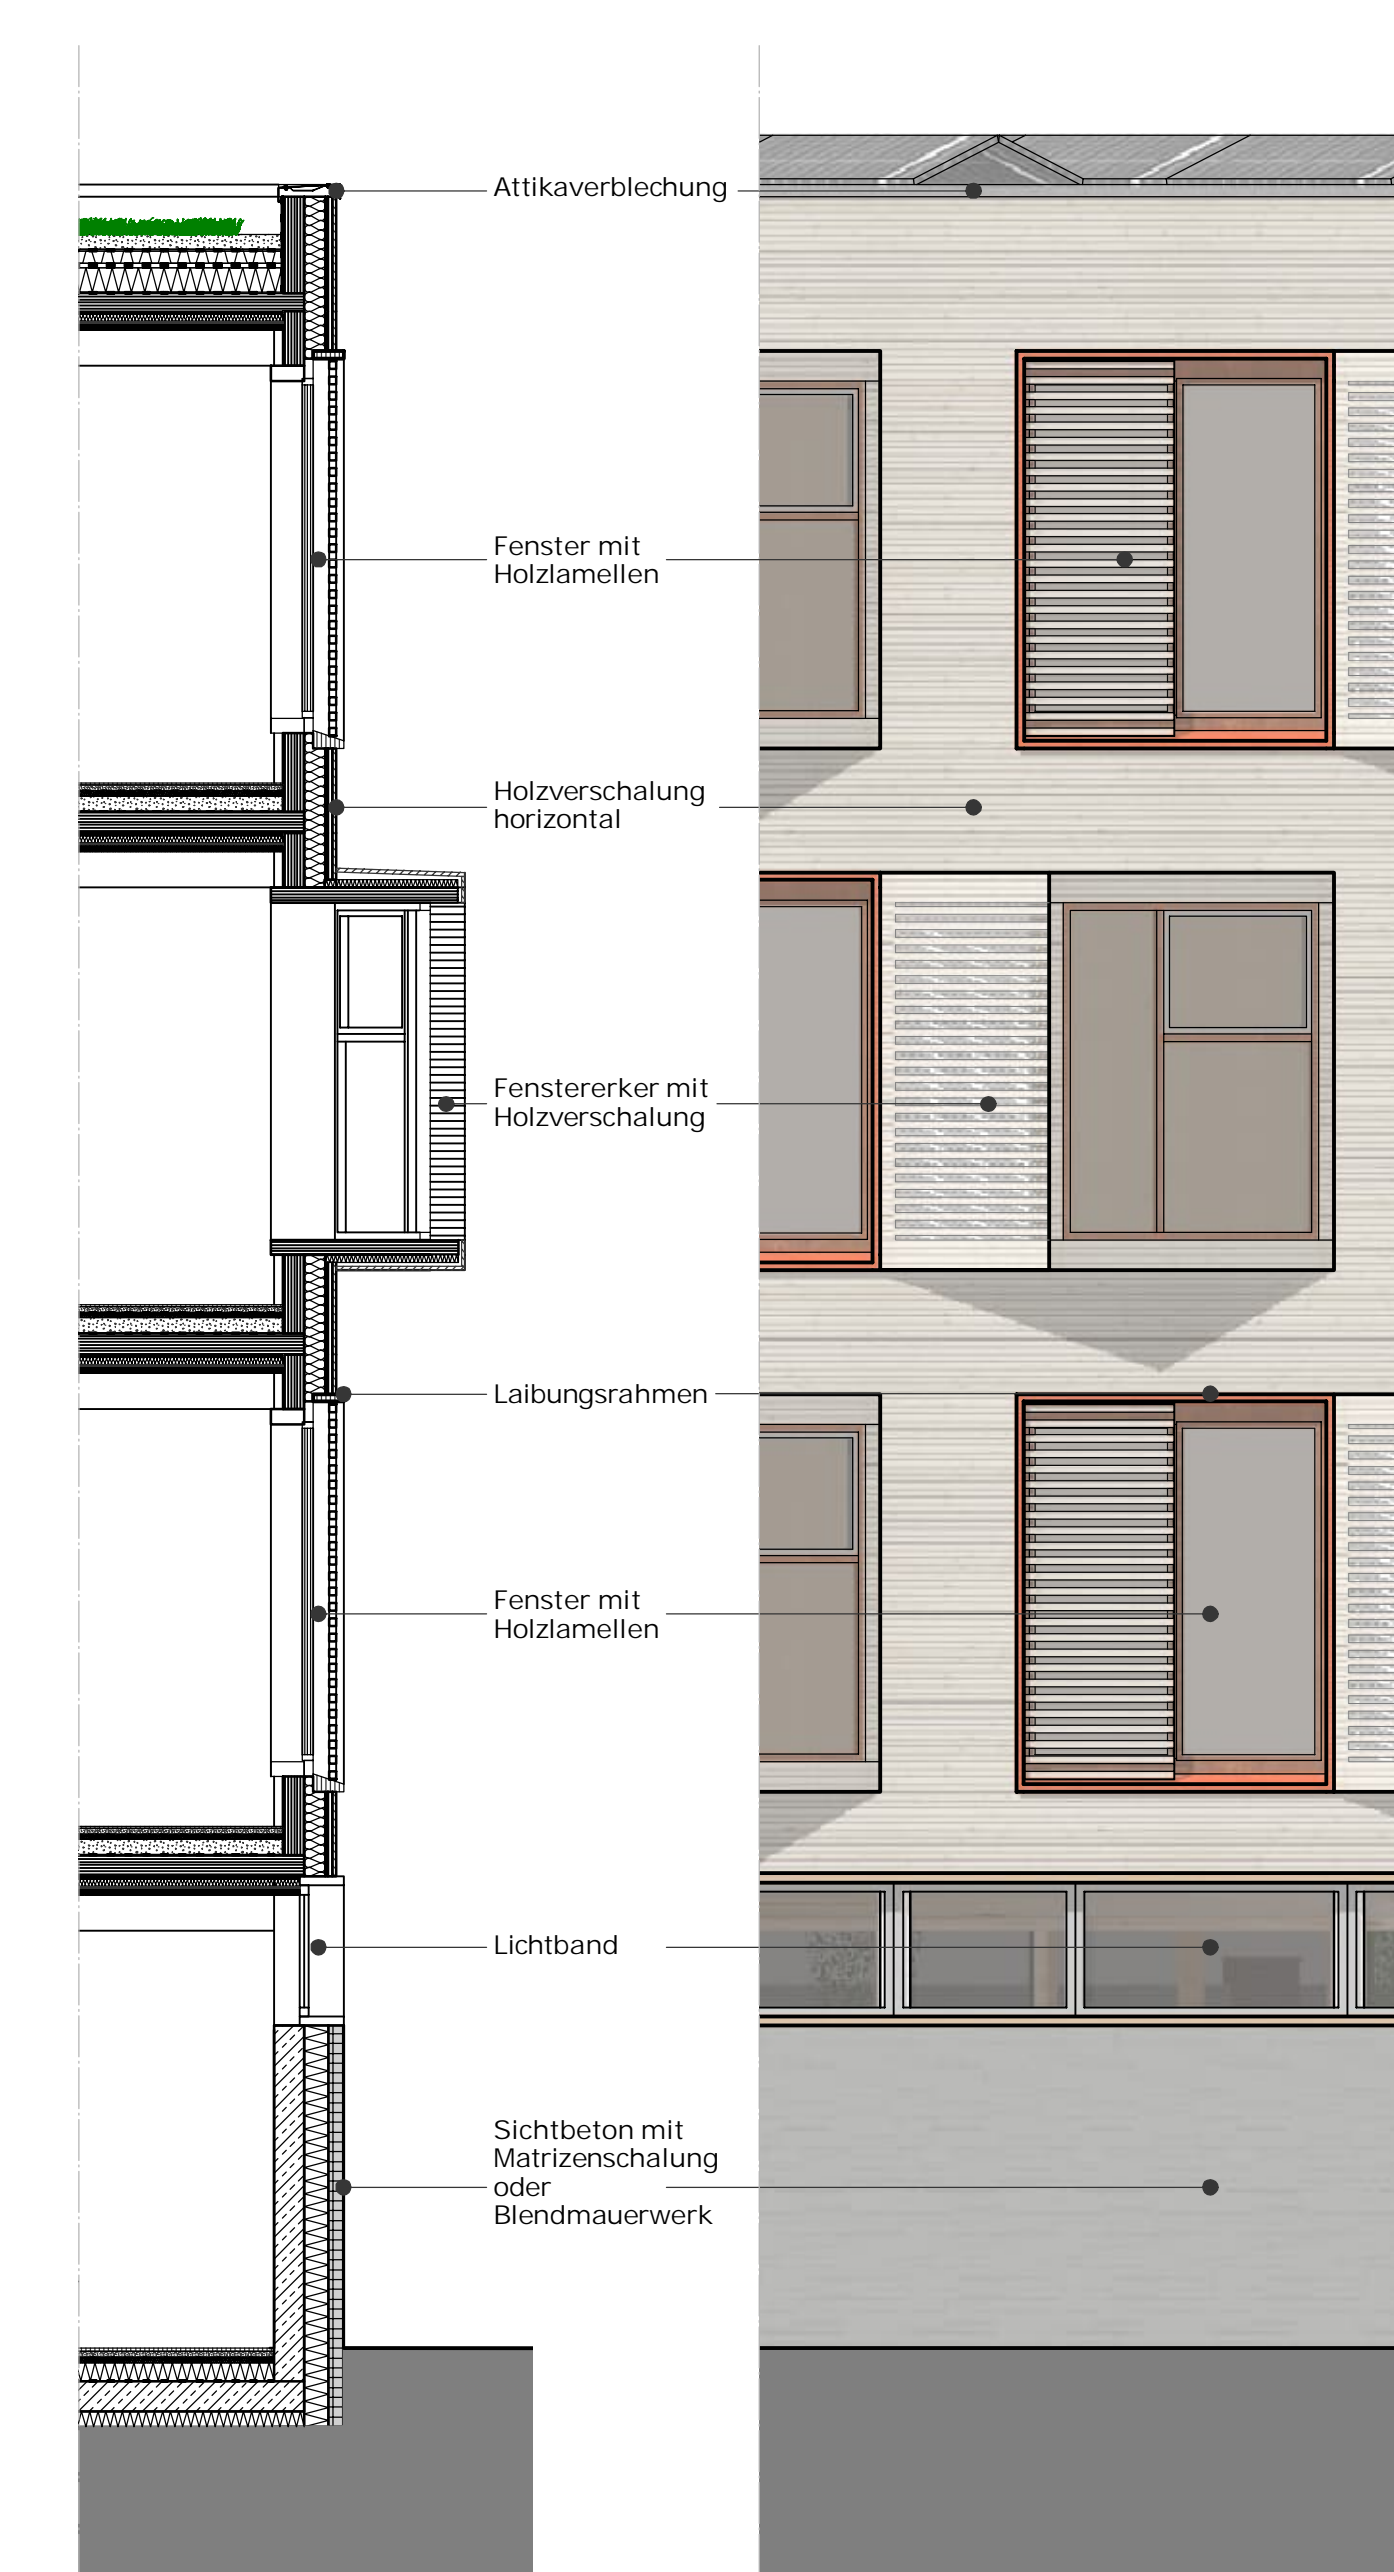 Attikaverblechung
Fenster mit
Holzlamellen
Holzverschalung
horizontal
Fenstererker mit
Holzverschalung
Laibungsrahmen
Fenster mit
Holzlamellen
Lichtband
Sichtbeton mit
Matrizenschalung
oder
Blendmauerwerk